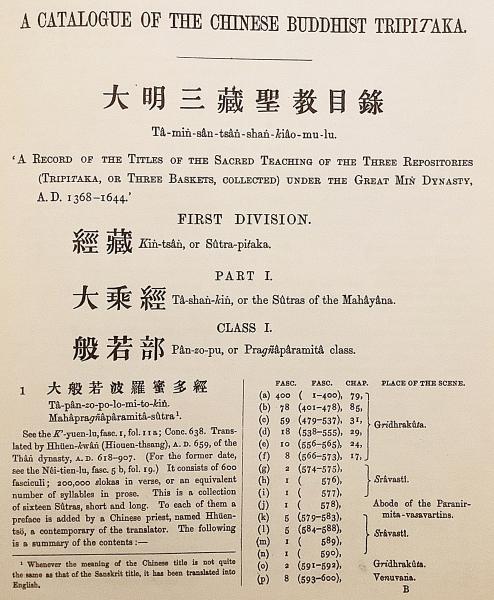 A CATALOGUE OF THE CHINESE BUDDHIST TRIPITAKA.
大明三藏聖教目錄
Tâ-miṅ-sân-tsâṅ-shaṅ-kiâo-mu-lu.
'A Record of the Titles of the Sacred Teaching of the Three Repositories
(Tripitaka, or Three Baskets, collected) under the Great Miṅ Dynasty,
A. D. 1368–1644.'
FIRST DIVISION.
經藏 Kiṅ-tsâṅ, or Sûtra-pitaka.
PART I.
大乘經 Tâ-shaṅ-kiṅ, or the Sûtras of the Mahâyâna.
CLASS I.
般若部 Pân-zo-pu, or Pragñâpâramitâ class.
1 大般若波羅蜜多經
Tâ-pân-zo-po-lo-mi-to-kiṅ.
Mahâpragñâpâramitâ-sûtra¹.
See the K'-yuen-lu, fasc. 1, fol. 11 a; Conc. 638. Trans-
lated by Hhüen-kwâṅ (Hiouen-thsang), A. D. 659, of the
Thâṅ dynasty, A. D. 618–907. (For the former date,
see the Nêi-tien-lu, fasc. 5 b, fol. 19.) It consists of 600
fasciculi; 200,000 slokas in verse, or an equivalent
number of syllables in prose. This is a collection
of sixteen Sûtras, short and long. To each of them a
preface is added by a Chinese priest, named Hhüen-
tsö, a contemporary of the translator. The following
is a summary of the contents :—
¹ Whenever the meaning of the Chinese title is not quite
the same as that of the Sanskrit title, it has been translated into
English.
FASC. FASC. CHAP. PLACE OF THE SCENE.
(a) 400 ( 1–400), 79,
(b) 78 (401–478), 85,
(c) 59 (479–537), 31,
(d) 18 (538–555), 29,
(e) 10 (556–565), 24,
(f) 8 (566–573), 17,
Gridhrakûta.
(g) 2 (574–575),
(h) 1 ( 576),
(i) 1 ( 577),
Srâvastî.
(j) 1 ( 578), Abode of the Paranir-
mita-vasavartins.
(k) 5 (579–583),
(l) 5 (584–588),
(m) 1 ( 589),
(n) 1 ( 590),
Srâvastî.
(o) 2 (591–592), Gridhrakûta.
(p) 8 (593–600), Venuvana.
B